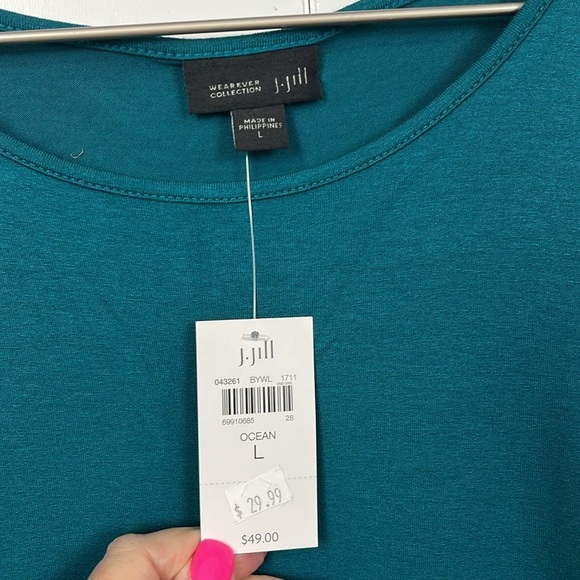 WEAREVER
COLLECTION
J.Jill
MADE IN
PHILIPPINES
L
J.Jill
043261 BYWL 1711
69910685 28
OCEAN
L
$ 29.99
$49.00